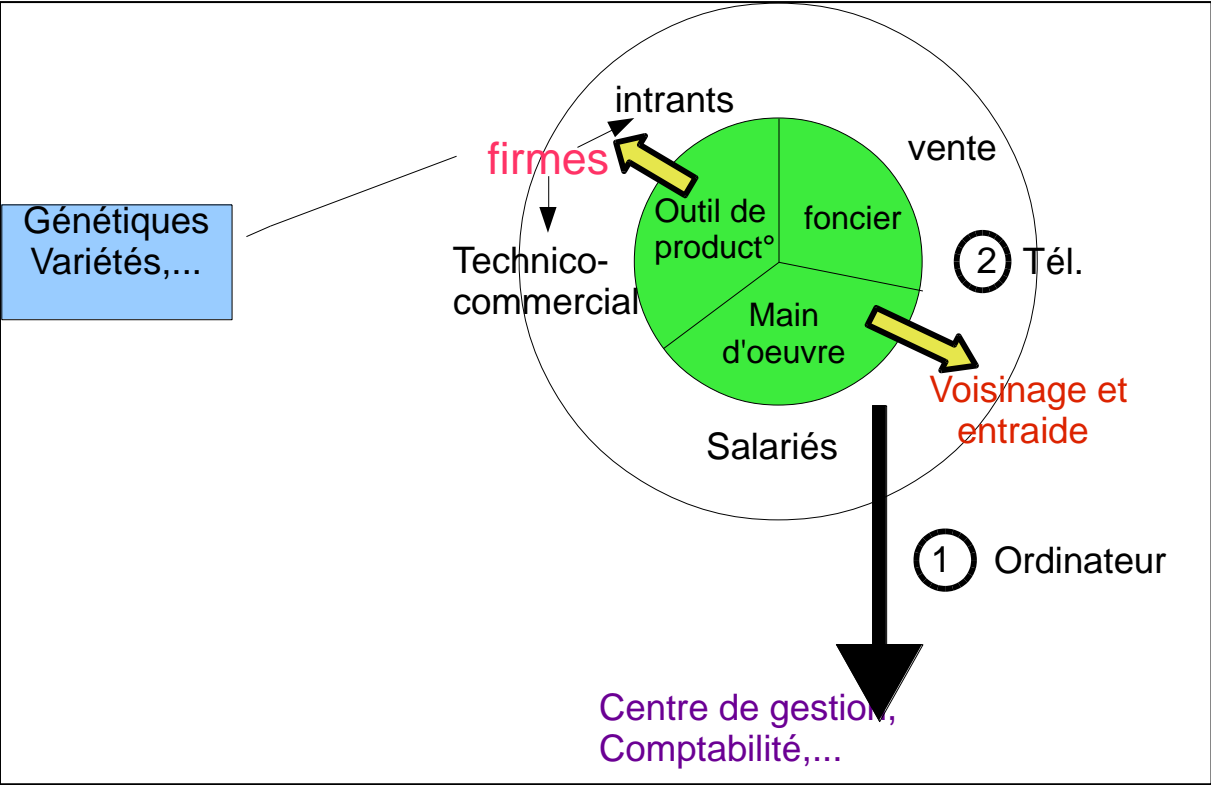 intrants
vente
firmes
Génétiques
Variétés,...
Outil de
product°
foncier
Technico-
commercial
2 Tél.
Main
d'oeuvre
Voisinage et
entraide
Salariés
1 Ordinateur
Centre de gestion,
Comptabilité,...